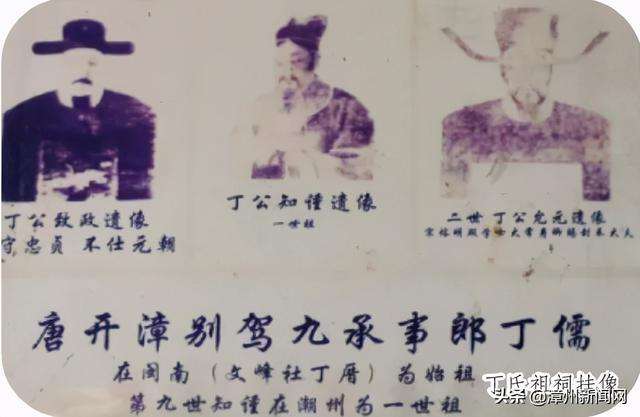 丁公致政遗像
守忠贞 不仕元朝
丁公知谨遗像
一世祖
二世丁公允元遗像
唐开漳别驾九承事郎丁儒
在闽南（文峰社丁厝）为始祖
第九世知谨在潮州为一世祖
丁氏祖祠挂像
头条@漳州新闻网